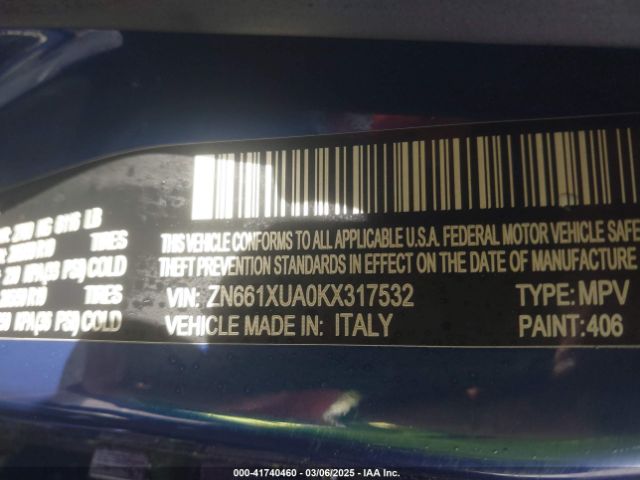 LB
TIRES
COLD
THIS VEHICLE CONFORMS TO ALL APPLICABLE U.S.A. FEDERAL MOTOR VEHICLE SAFE
THEFT PREVENTION STANDARDS IN EFFECT ON THE DATE OF MANUFACTURE
TIRES
VIN: ZN661XUA0KX317532 TYPE: MPV
COLD
VEHICLE MADE IN: ITALY PAINT:406
000-41740460 - 03/06/2025 - IAA Inc.